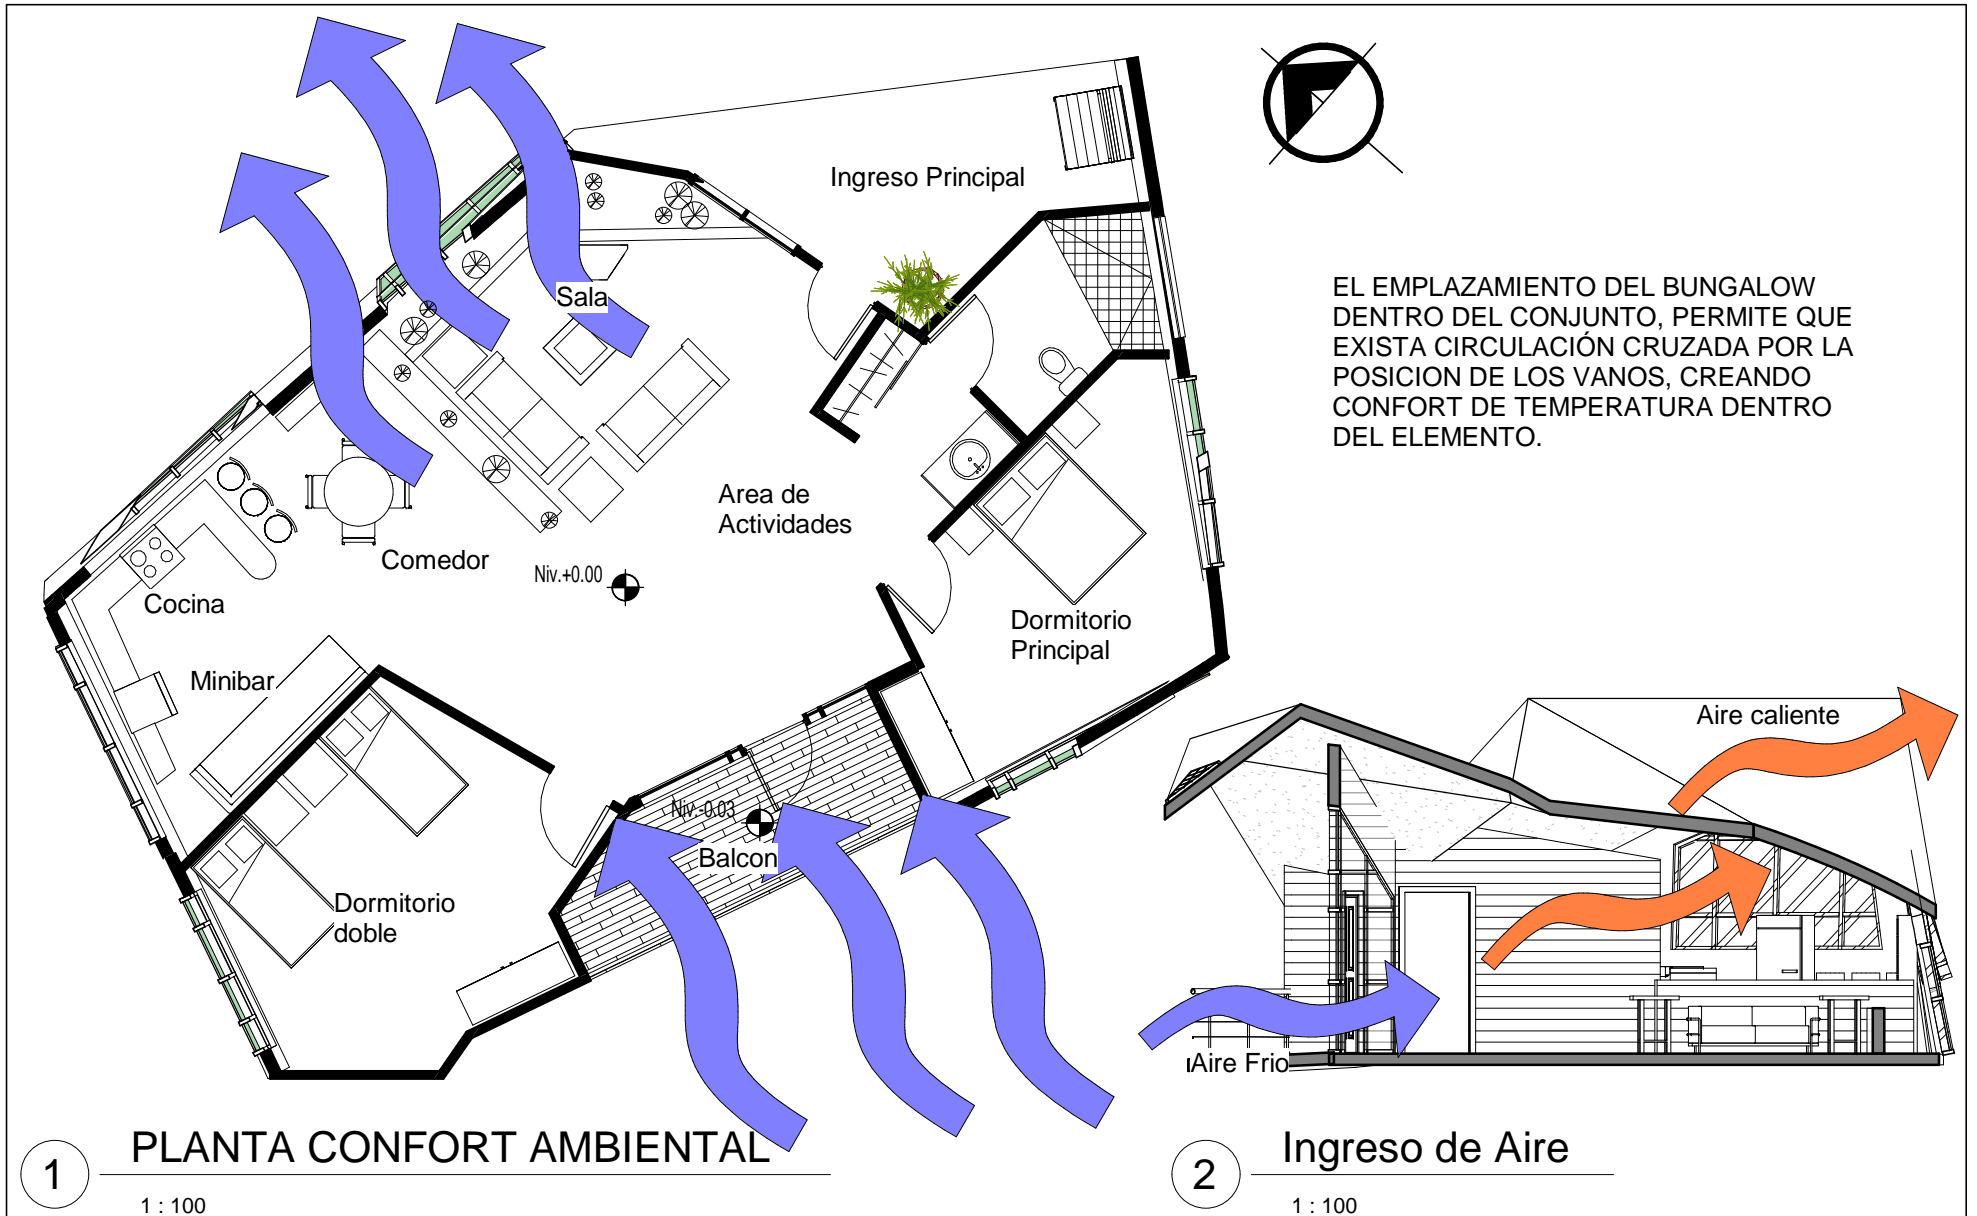 Ingreso Principal
Sala
EL EMPLAZAMIENTO DEL BUNGALOW
DENTRO DEL CONJUNTO, PERMITE QUE
EXISTA CIRCULACIÓN CRUZADA POR LA
POSICION DE LOS VANOS, CREANDO
CONFORT DE TEMPERATURA DENTRO
DEL ELEMENTO.
Area de
Actividades
Comedor
Niv.+0.00
Cocina
Dormitorio
Principal
Minibar
Aire caliente
Niv.-0.03
Balcon
Dormitorio
doble
Aire Frio
1
PLANTA CONFORT AMBIENTAL
1 : 100
2
Ingreso de Aire
1 : 100